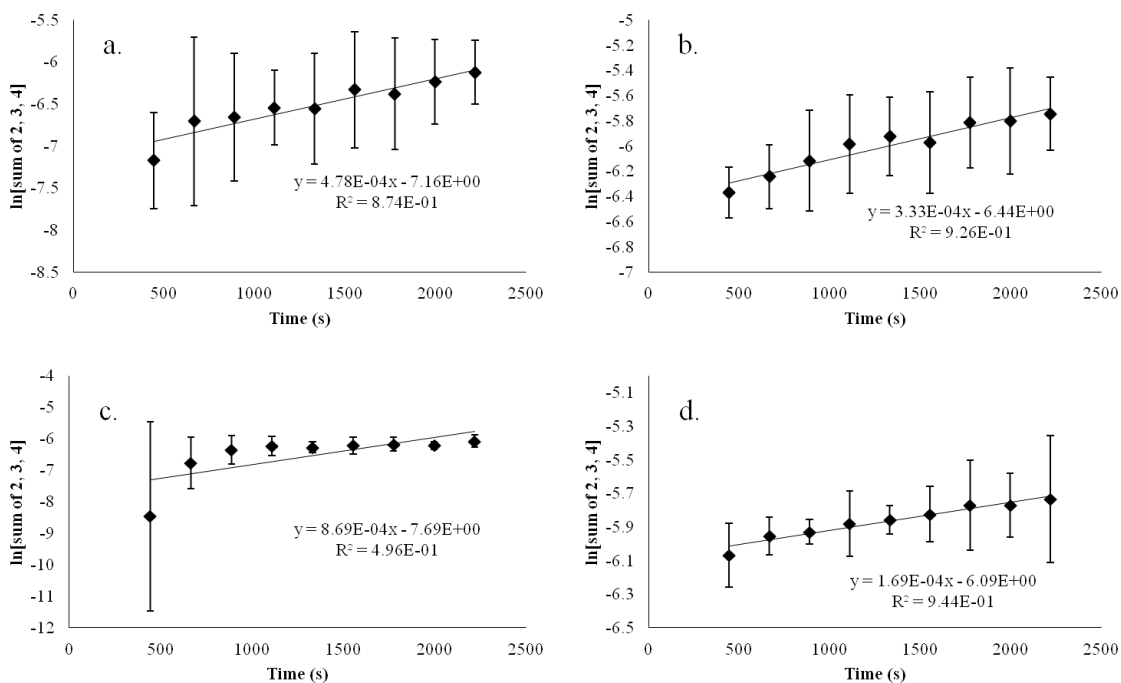 a.
ln[sum of 2, 3, 4]
-5.5
-6
-6.5
-7
-7.5
-8
-8.5
y = 4.78E-04x - 7.16E+00
R² = 8.74E-01
0 500 1000 1500 2000 2500
Time (s)
b.
ln[sum of 2, 3, 4]
-5
-5.2
-5.4
-5.6
-5.8
-6
-6.2
-6.4
-6.6
-6.8
-7
y = 3.33E-04x - 6.44E+00
R² = 9.26E-01
0 500 1000 1500 2000 2500
Time (s)
c.
ln[sum of 2, 3, 4]
-4
-5
-6
-7
-8
-9
-10
-11
-12
y = 8.69E-04x - 7.69E+00
R² = 4.96E-01
0 500 1000 1500 2000 2500
Time (s)
d.
ln[sum of 2, 3, 4]
-5.1
-5.3
-5.5
-5.7
-5.9
-6.1
-6.3
-6.5
y = 1.69E-04x - 6.09E+00
R² = 9.44E-01
0 500 1000 1500 2000 2500
Time (s)